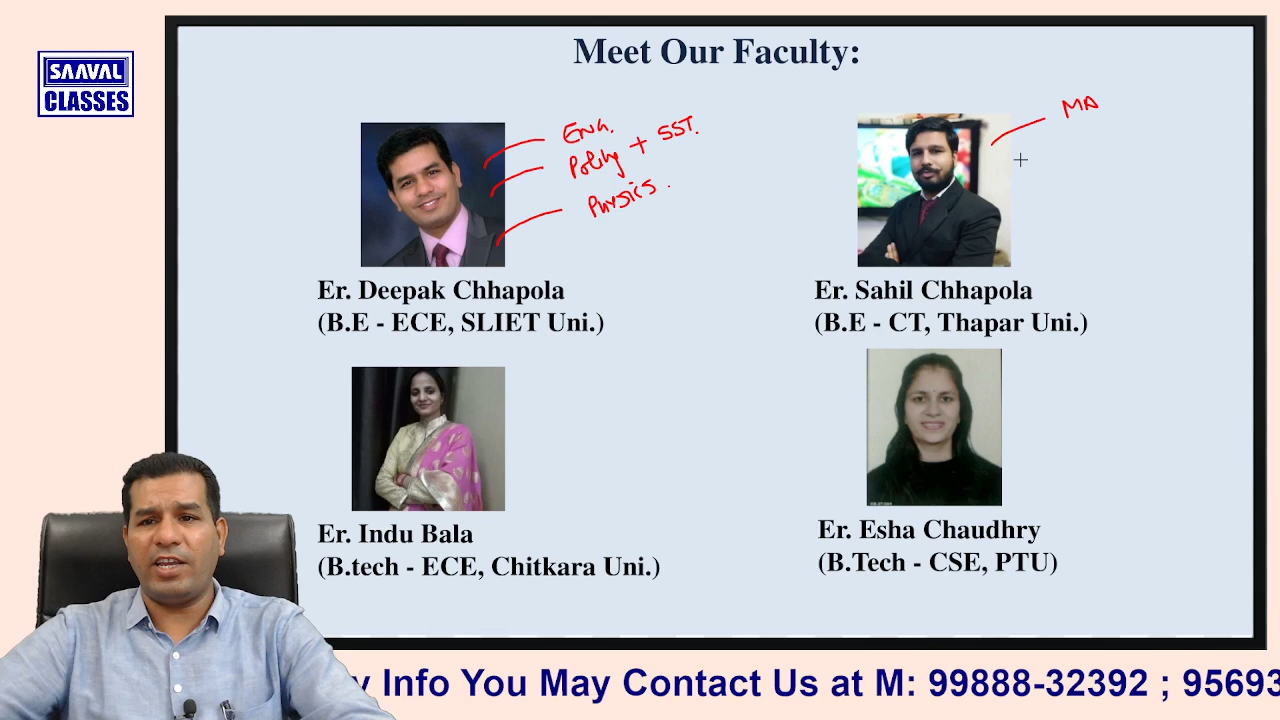 SAAVAL
CLASSES
Meet Our Faculty:
ENG.
Polity + SST.
Physics.
MA
Er. Deepak Chhapola
(B.E - ECE, SLIET Uni.)
Er. Sahil Chhapola
(B.E - CT, Thapar Uni.)
Er. Indu Bala
(B.tech - ECE, Chitkara Uni.)
Er. Esha Chaudhry
(B.Tech - CSE, PTU)
Info You May Contact Us at M: 99888-32392 ; 95693